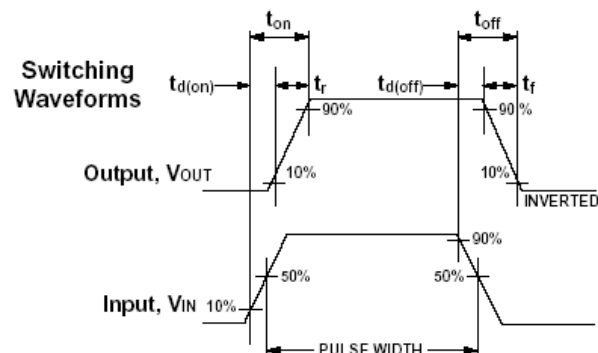 ton
toff
Switching
Waveforms
td(on)
tr
td(off)
tf
90%
90%
Output, VOUT
10%
10%
INVERTED
90%
50%
50%
Input, VIN
10%
PULSE WIDTH